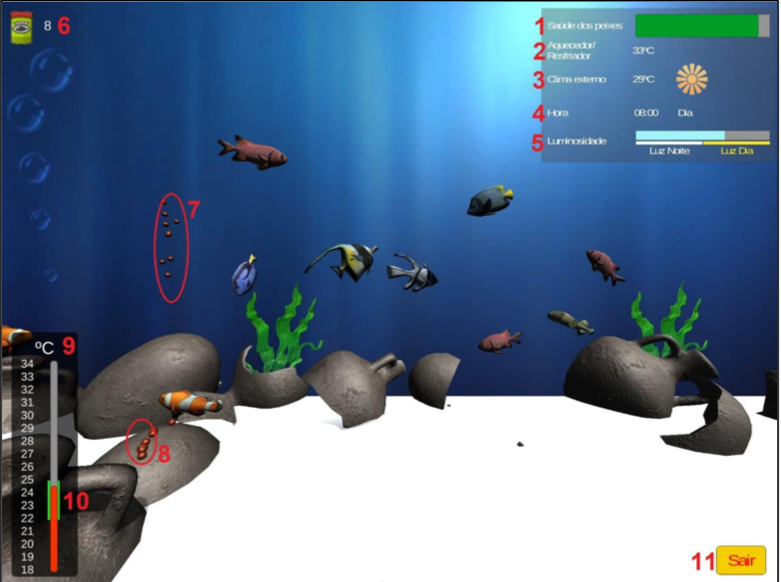 8 6
1 Saúde dos peixes
2 Aquecedor/
Resfriador 33ºC
3 Clima externo 25ºC
4 Hora 08:00 Dia
5 Luminosidade
Luz Noite Luz Dia
7
ºC 9
34
33
32
31
30
29
28
27
26
25
24
23
22
21
20
19
18
8
10
11 Sair